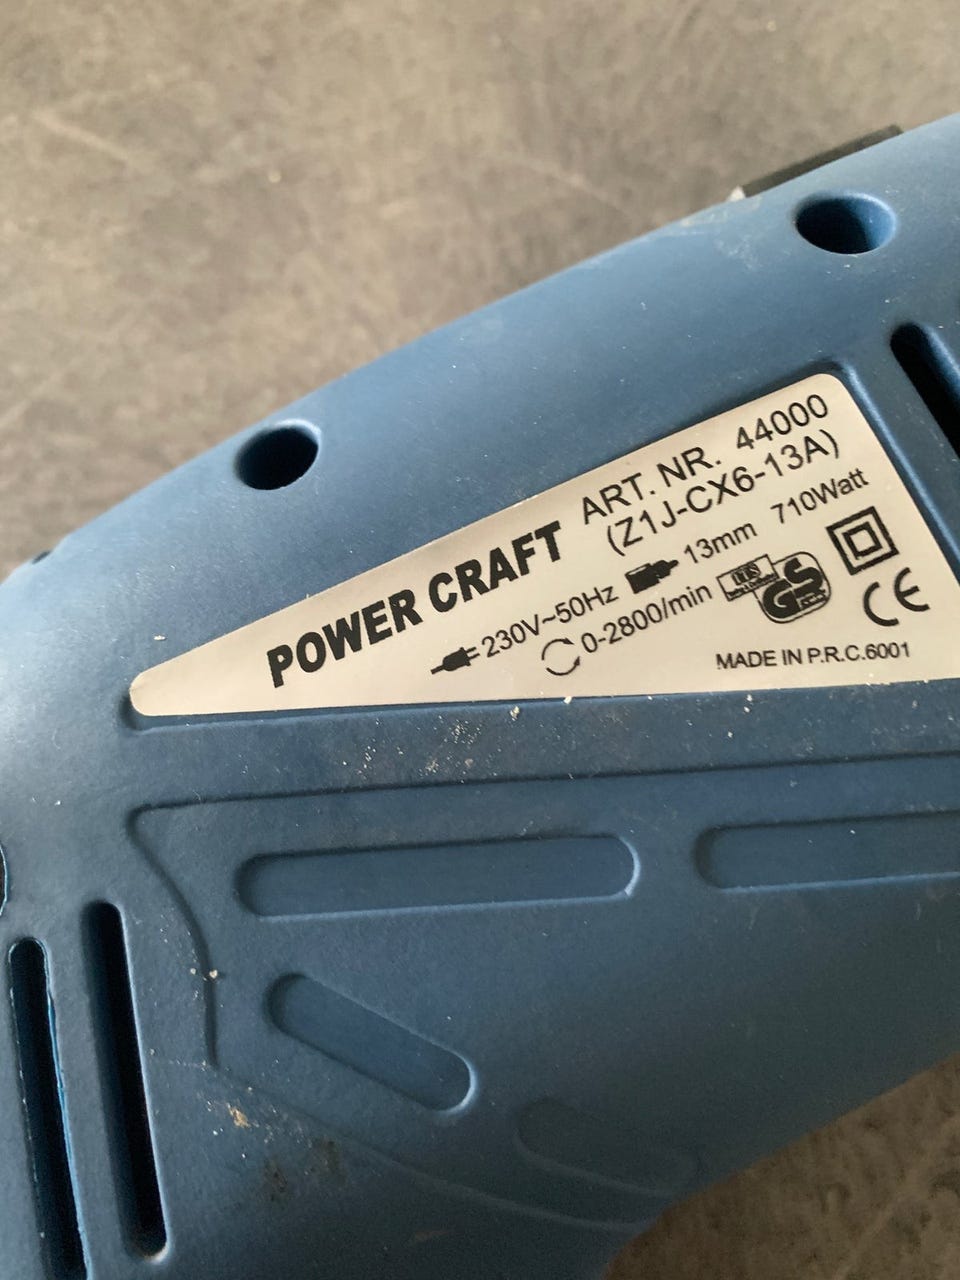 POWER CRAFT
ART. NR. 44000
(Z1J-CX6-13A)
230V~50Hz 13mm 710Watt
0-2800/min
GS
CE
MADE IN P.R.C.6001